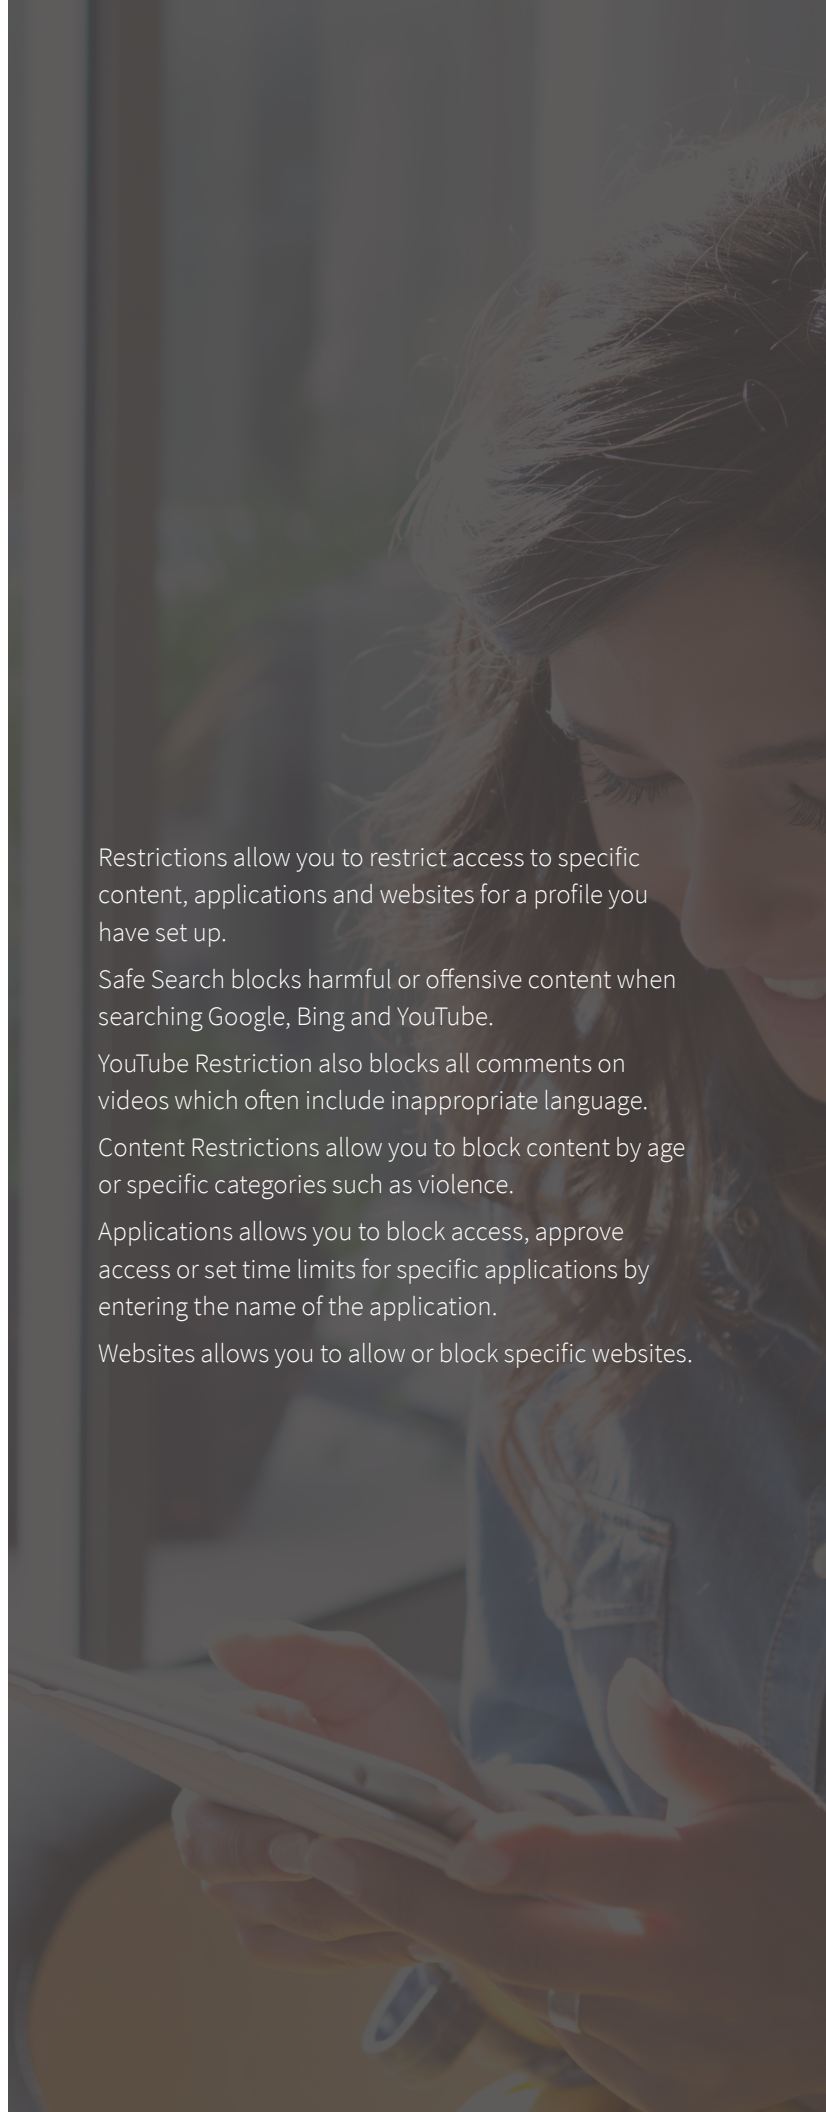 Restrictions allow you to restrict access to specific
content, applications and websites for a profile you
have set up.
Safe Search blocks harmful or offensive content when
searching Google, Bing and YouTube.
YouTube Restriction also blocks all comments on
videos which often include inappropriate language.
Content Restrictions allow you to block content by age
or specific categories such as violence.
Applications allows you to block access, approve
access or set time limits for specific applications by
entering the name of the application.
Websites allows you to allow or block specific websites.